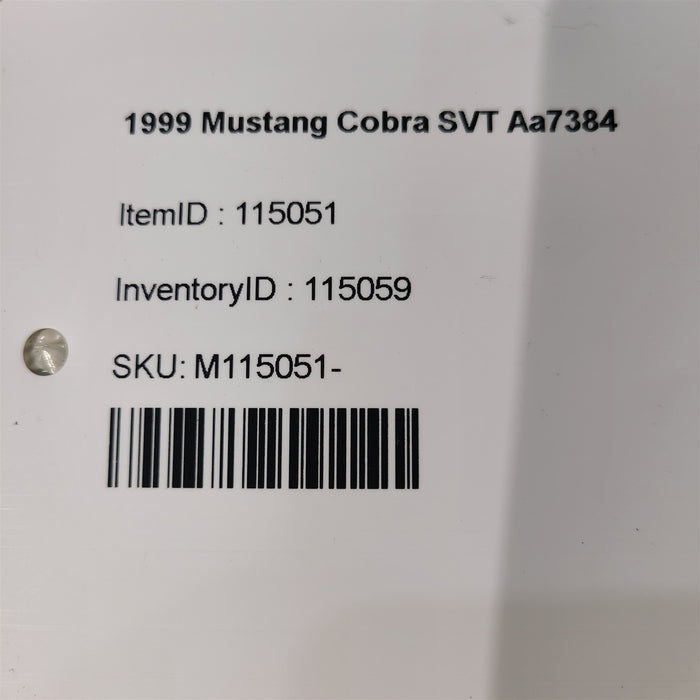 1999 Mustang Cobra SVT Aa7384
ItemID : 115051
InventoryID : 115059
SKU: M115051-